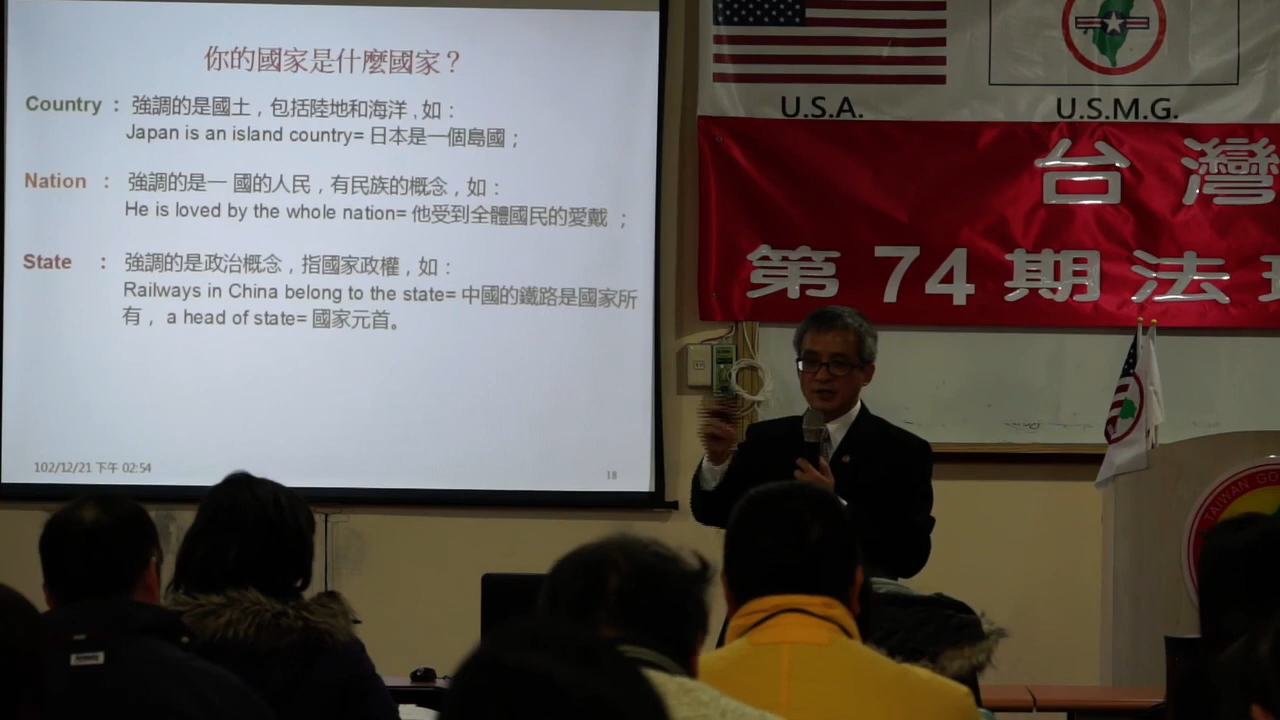 你的國家是什麼國家？
Country : 強調的是國土，包括陸地和海洋，如：
Japan is an island country= 日本是一個島國；
Nation : 強調的是一 國的人民，有民族的概念，如：
He is loved by the whole nation= 他受到全體國民的愛戴 ；
State : 強調的是政治概念，指國家政權，如：
Railways in China belong to the state= 中國的鐵路是國家所
有， a head of state= 國家元首。
102/12/21 下午 02:54
18
U.S.A.
U.S.M.G.
台灣
第74期法
TAIWAN GO